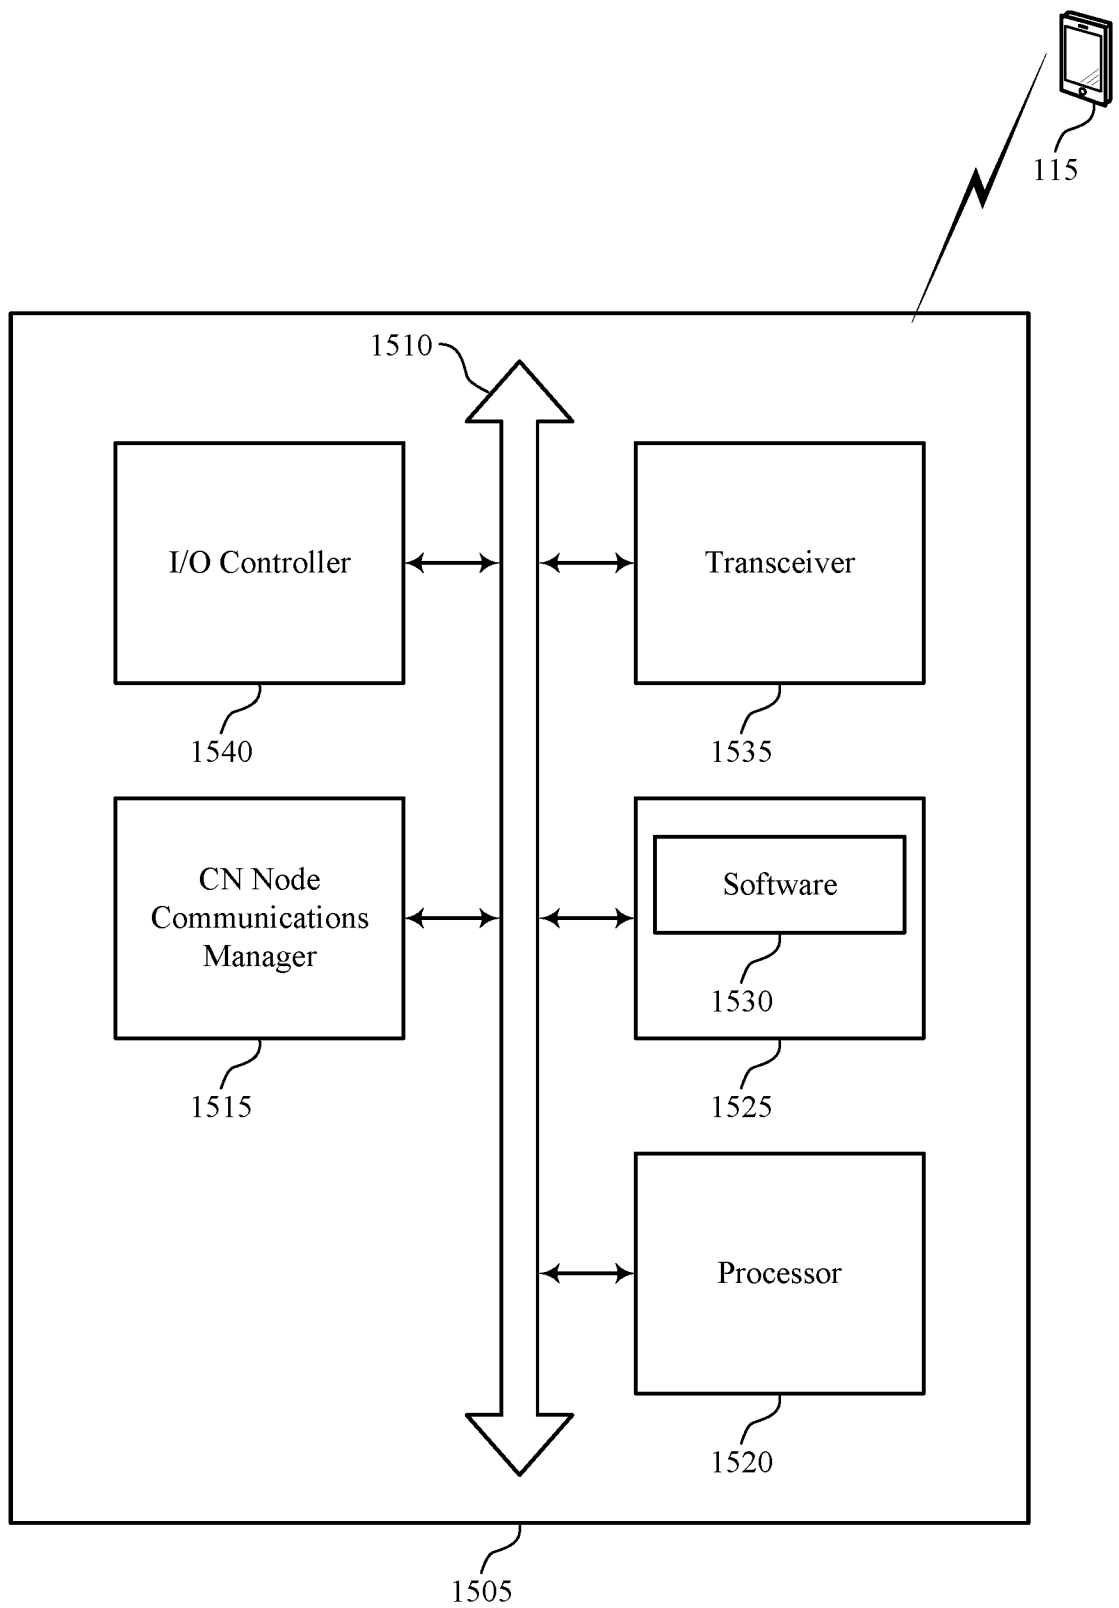 115
1510
I/O Controller
Transceiver
1540
1535
CN Node
Communications
Manager
Software
1530
1515
1525
Processor
1520
1505